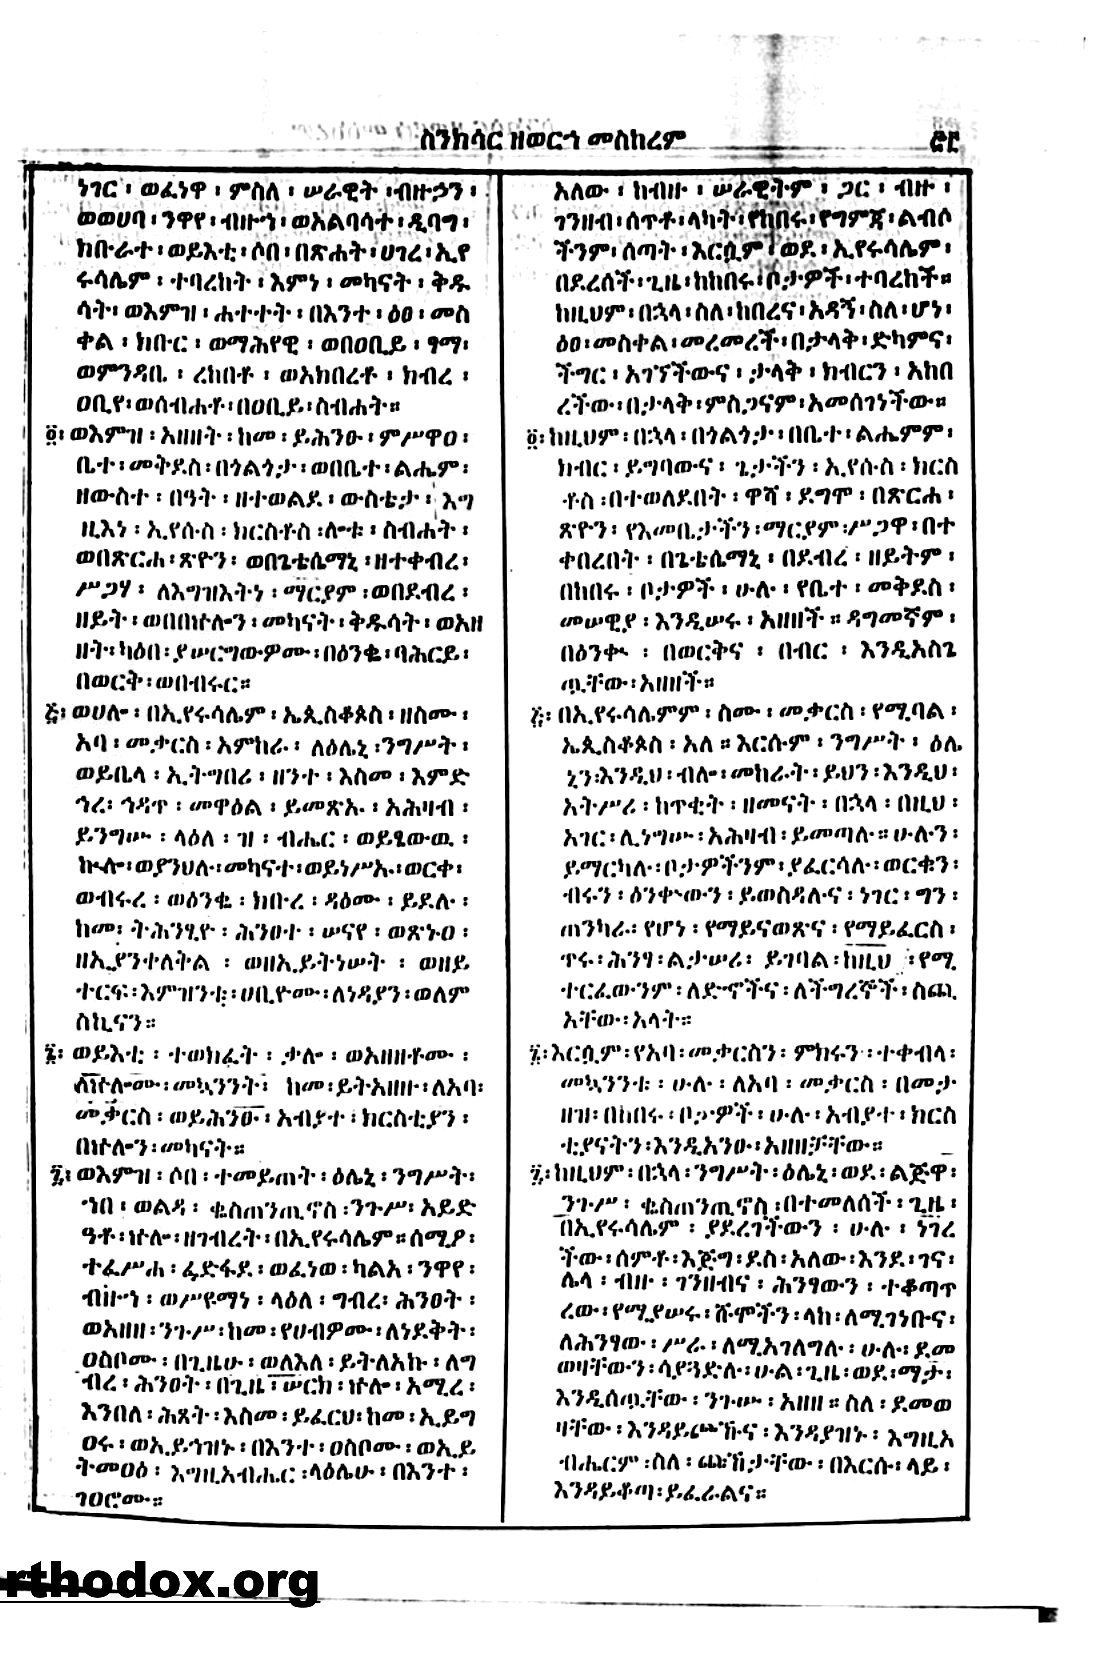 ስንክሳር ዘወርኀ መስከረም
ነገር ፡ ወፈነዋ ፡ ምስለ ፡ ሠራዊት ፡ ብዙኃን ፡
ወወሀባ ፡ ንዋየ ፡ ብዙኀ ፡ ወአልባሳተ ፡ ዲባግ ፡
ክቡራተ ፡ ወይእቲ ፡ ሶበ ፡ በጽሐት ፡ ሀገረ ፡ ኢየ
ሩሳሌም ፡ ተባረከት ፡ እምነ ፡ መካናት ፡ ቅዱ
ሳት ፡ ወእምዝ ፡ ሐተተት ፡ በእንተ ፡ ዕፀ ፡ መስ
ቀል ፡ ክቡር ፡ ወማሕየዊ ፡ ወበዐቢይ ፡ ፃማ ፡
ወምንዳቤ ፡ ረከበቶ ፡ ወአክበረቶ ፡ ክብረ ፡
ዐቢየ ፡ ወሰብሐቶ ፡ በዐቢይ ፡ ስብሐት ።
፬፡ ወእምዝ ፡ አዘዘት ፡ ከመ ፡ ይሕንዑ ፡ ምሥዋዐ ፡
ቤተ ፡ መቅደስ ፡ በጎልጎታ ፡ ወበቤተ ፡ ልሔም ፡
ዘውስተ ፡ በዓት ፡ ዘተወልደ ፡ ውስቴታ ፡ እግ
ዚእነ ፡ ኢየሱስ ፡ ክርስቶስ ፡ ሎቱ ፡ ስብሐት ፡
ወበጽርሐ ፡ ጽዮን ፡ ወበጌቴሴማኒ ፡ ዘተቀብረ ፡
ሥጋሃ ፡ ለእግዝእትነ ፡ ማርያም ፡ ወበደብረ ፡
ዘይት ፡ ወበበኵሎን ፡ መካናት ፡ ቅዱሳት ፡ ወአዘ
ዘት ፡ ካዕበ ፡ ያሠርግውዎሙ ፡ በዕንቈ ፡ ባሕርይ ፡
በወርቅ ፡ ወበብሩር ።
፭፡ ወሀሎ ፡ በኢየሩሳሌም ፡ ኤጲስቆጶስ ፡ ዘስሙ ፡
አባ ፡ መቃርስ ፡ አምከራ ፡ ለዕሌኒ ፡ ንግሥት ፡
ወይቤላ ፡ ኢትግበሪ ፡ ዘንተ ፡ እስመ ፡ እምድ
ኅረ ፡ ኅዳጥ ፡ መዋዕል ፡ ይመጽኡ ፡ አሕዛብ ፡
ይንግሡ ፡ ላዕለ ፡ ዝ ፡ ብሔር ፡ ወይፄውዉ ፡
ኵሎ ፡ ወያንህሉ ፡ መካናተ ፡ ወይነሥኡ ፡ ወርቀ ፡
ወብሩረ ፡ ወዕንቈ ፡ ክቡረ ፡ ዳዕሙ ፡ ይደሉ ፡
ከመ ፡ ትሕንፂዮ ፡ ሕንፀተ ፡ ሠናየ ፡ ወጽኑዐ ፡
ዘኢያንተለትል ፡ ወዘኢይትነሠት ፡ ወዘይ
ተርፍ ፡ እምዝንቱ ፡ ሀቢዮሙ ፡ ለነዳያን ፡ ወለም
ስኪናን ።
፮፡ ወይእቲ ፡ ተወክፈት ፡ ቃሎ ፡ ወአዘዘቶሙ ፡
ለኵሎሙ ፡ መኳንንት ፡ ከመ ፡ ይትአዘዙ ፡ ለአባ ፡
መቃርስ ፡ ወይሕንፁ ፡ አብያተ ፡ ክርስቲያን ፡
በኵሎን ፡ መካናት ።
፯፡ ወእምዝ ፡ ሶበ ፡ ተመይጠት ፡ ዕሌኒ ፡ ንግሥት ፡
ኀበ ፡ ወልዳ ፡ ቈስጠንጢኖስ ፡ ንጉሥ ፡ አይድ
ዓቶ ፡ ኵሎ ፡ ዘገብረት ፡ በኢየሩሳሌም ። ሰሚዖ ፡
ተፈሥሐ ፡ ፈድፋደ ፡ ወፈነወ ፡ ካልአ ፡ ንዋየ ፡
ብዙኀ ፡ ወሥዩማነ ፡ ላዕለ ፡ ግብረ ፡ ሕንፀት ፡
ወአዘዘ ፡ ንጉሥ ፡ ከመ ፡ የሀብዎሙ ፡ ለነደቅት ፡
ዐስቦሙ ፡ በጊዜሁ ፡ ወለእለ ፡ ይትለአኩ ፡ ለግ
ብረ ፡ ሕንፀት ፡ በጊዜ ፡ ሠርክ ፡ ኵሎ ፡ አሚረ ፡
እንበለ ፡ ሕጸት ፡ እስመ ፡ ይፈርህ ፡ ከመ ፡ ኢይግ
ዐሩ ፡ ወኢይኀዝኑ ፡ በእንተ ፡ ዐስቦሙ ፡ ወኢይ
ትመዐዕ ፡ እግዚአብሔር ፡ ላዕሌሁ ፡ በእንተ ፡
ገዐሮሙ ።
አለው ፡ ከብዙ ፡ ሠራዊትም ፡ ጋር ፡ ብዙ ፡
ገንዘብ ፡ ሰጥቶ ፡ ላካት ፡ የከበሩ ፡ የግምጃ ፡ ልብሶ
ችንም ፡ ሰጣት ፡ እርሷም ፡ ወደ ፡ ኢየሩሳሌም ፡
በደረሰች ፡ ጊዜ ፡ ከከበሩ ፡ ቦታዎች ፡ ተባረከች ።
ከዚህም ፡ በኋላ ፡ ስለ ፡ ከበረና ፡ አዳኝ ፡ ስለ ፡ ሆነ ፡
ዕፀ ፡ መስቀል ፡ መረመረች ፡ በታላቅ ፡ ድካምና ፡
ችግር ፡ አገኘችውና ፡ ታላቅ ፡ ክብርን ፡ አከበ
ረችው ፡ በታላቅ ፡ ምስጋናም ፡ አመሰገነችው ።
፬፡ ከዚህም ፡ በኋላ ፡ በጎልጎታ ፡ በቤተ ፡ ልሔምም ፡
ክብር ፡ ይግባውና ፡ ጌታችን ፡ ኢየሱስ ፡ ክርስ
ቶስ ፡ በተወለደበት ፡ ዋሻ ፡ ደግሞ ፡ በጽርሐ ፡
ጽዮን ፡ የእመቤታችን ፡ ማርያም ፡ ሥጋዋ ፡ በተ
ቀበረበት ፡ በጌቴሴማኒ ፡ በደብረ ፡ ዘይትም ፡
በከበሩ ፡ ቦታዎች ፡ ሁሉ ፡ የቤተ ፡ መቅደስ ፡
መሠዊያ ፡ እንዲሠሩ ፡ አዘዘች ። ዳግመኛም ፡
በዕንቍ ፡ በወርቅና ፡ በብር ፡ እንዲአስጌ
ጧቸው ፡ አዘዘች ።
፭፡ በኢየሩሳሌምም ፡ ስሙ ፡ መቃርስ ፡ የሚባል ፡
ኤጲስቆጶስ ፡ አለ ። እርሱም ፡ ንግሥት ፡ ዕሌ
ኒን ፡ እንዲህ ፡ ብሎ ፡ መከራት ፡ ይህን ፡ እንዲህ ፡
አትሥሪ ፡ ከጥቂት ፡ ዘመናት ፡ በኋላ ፡ በዚህ ፡
አገር ፡ ሊነግሡ ፡ አሕዛብ ፡ ይመጣሉ ። ሁሉን ፡
ይማርካሉ ፡ ቦታዎችንም ፡ ያፈርሳሉ ፡ ወርቁን ፡
ብሩን ፡ ዕንቍውን ፡ ይወስዳሉና ፡ ነገር ፡ ግን ፡
ጠንካራ ፡ የሆነ ፡ የማይናወጽና ፡ የማይፈርስ ፡
ጥሩ ፡ ሕንፃ ፡ ልታሠሪ ፡ ይገባል ፡ ከዚህ ፡ የሚ
ተርፈውንም ፡ ለድኆችና ፡ ለችግረኞች ፡ ስጪ
አቸው ፡ አላት ።
፮፡ እርሷም ፡ የአባ ፡ መቃርስን ፡ ምክሩን ፡ ተቀብላ ፡
መኳንንቱ ፡ ሁሉ ፡ ለአባ ፡ መቃርስ ፡ በመታ
ዘዝ ፡ በከበሩ ፡ ቦታዎች ፡ ሁሉ ፡ አብያተ ፡ ክርስ
ቲያናትን ፡ እንዲአንፁ ፡ አዘዘቻቸው ።
፯፡ ከዚህም ፡ በኋላ ፡ ንግሥት ፡ ዕሌኒ ፡ ወደ ፡ ልጅዋ ፡
ንጉሥ ፡ ቈስጠንጢኖስ ፡ በተመለሰች ፡ ጊዜ ፡
በኢየሩሳሌም ፡ ያደረገችውን ፡ ሁሉ ፡ ነገረ
ችው ፡ ሰምቶ ፡ እጅግ ፡ ደስ ፡ አለው ፡ እንደ ፡ ገና ፡
ሌላ ፡ ብዙ ፡ ገንዘብና ፡ ሕንፃውን ፡ ተቆጣጥ
ረው ፡ የሚያሠሩ ፡ ሹሞችን ፡ ላከ ፡ ለሚገነቡና ፡
ለሕንፃው ፡ ሥራ ፡ ለሚአገለግሉ ፡ ሁሉ ፡ ደመ
ወዛቸውን ፡ ሳያጓድሉ ፡ ሁል ፡ ጊዜ ፡ ወደ ፡ ማታ ፡
እንዲሰጧቸው ፡ ንጉሡ ፡ አዘዘ ። ስለ ፡ ደመወ
ዛቸው ፡ እንዳይጮኹና ፡ እንዳያዝኑ ፡ እግዚአ
ብሔርም ፡ ስለ ፡ ጩኸታቸው ፡ በእርሱ ፡ ላይ ፡
እንዳይቆጣ ፡ ይፈራልና ።
rthodox.org